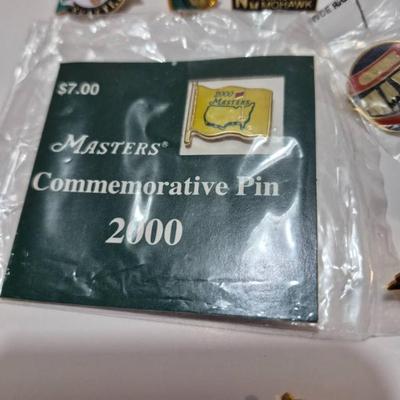 MOHAWK
$7.00
2000
MASTERS
MASTERS®
Commemorative Pin
2000